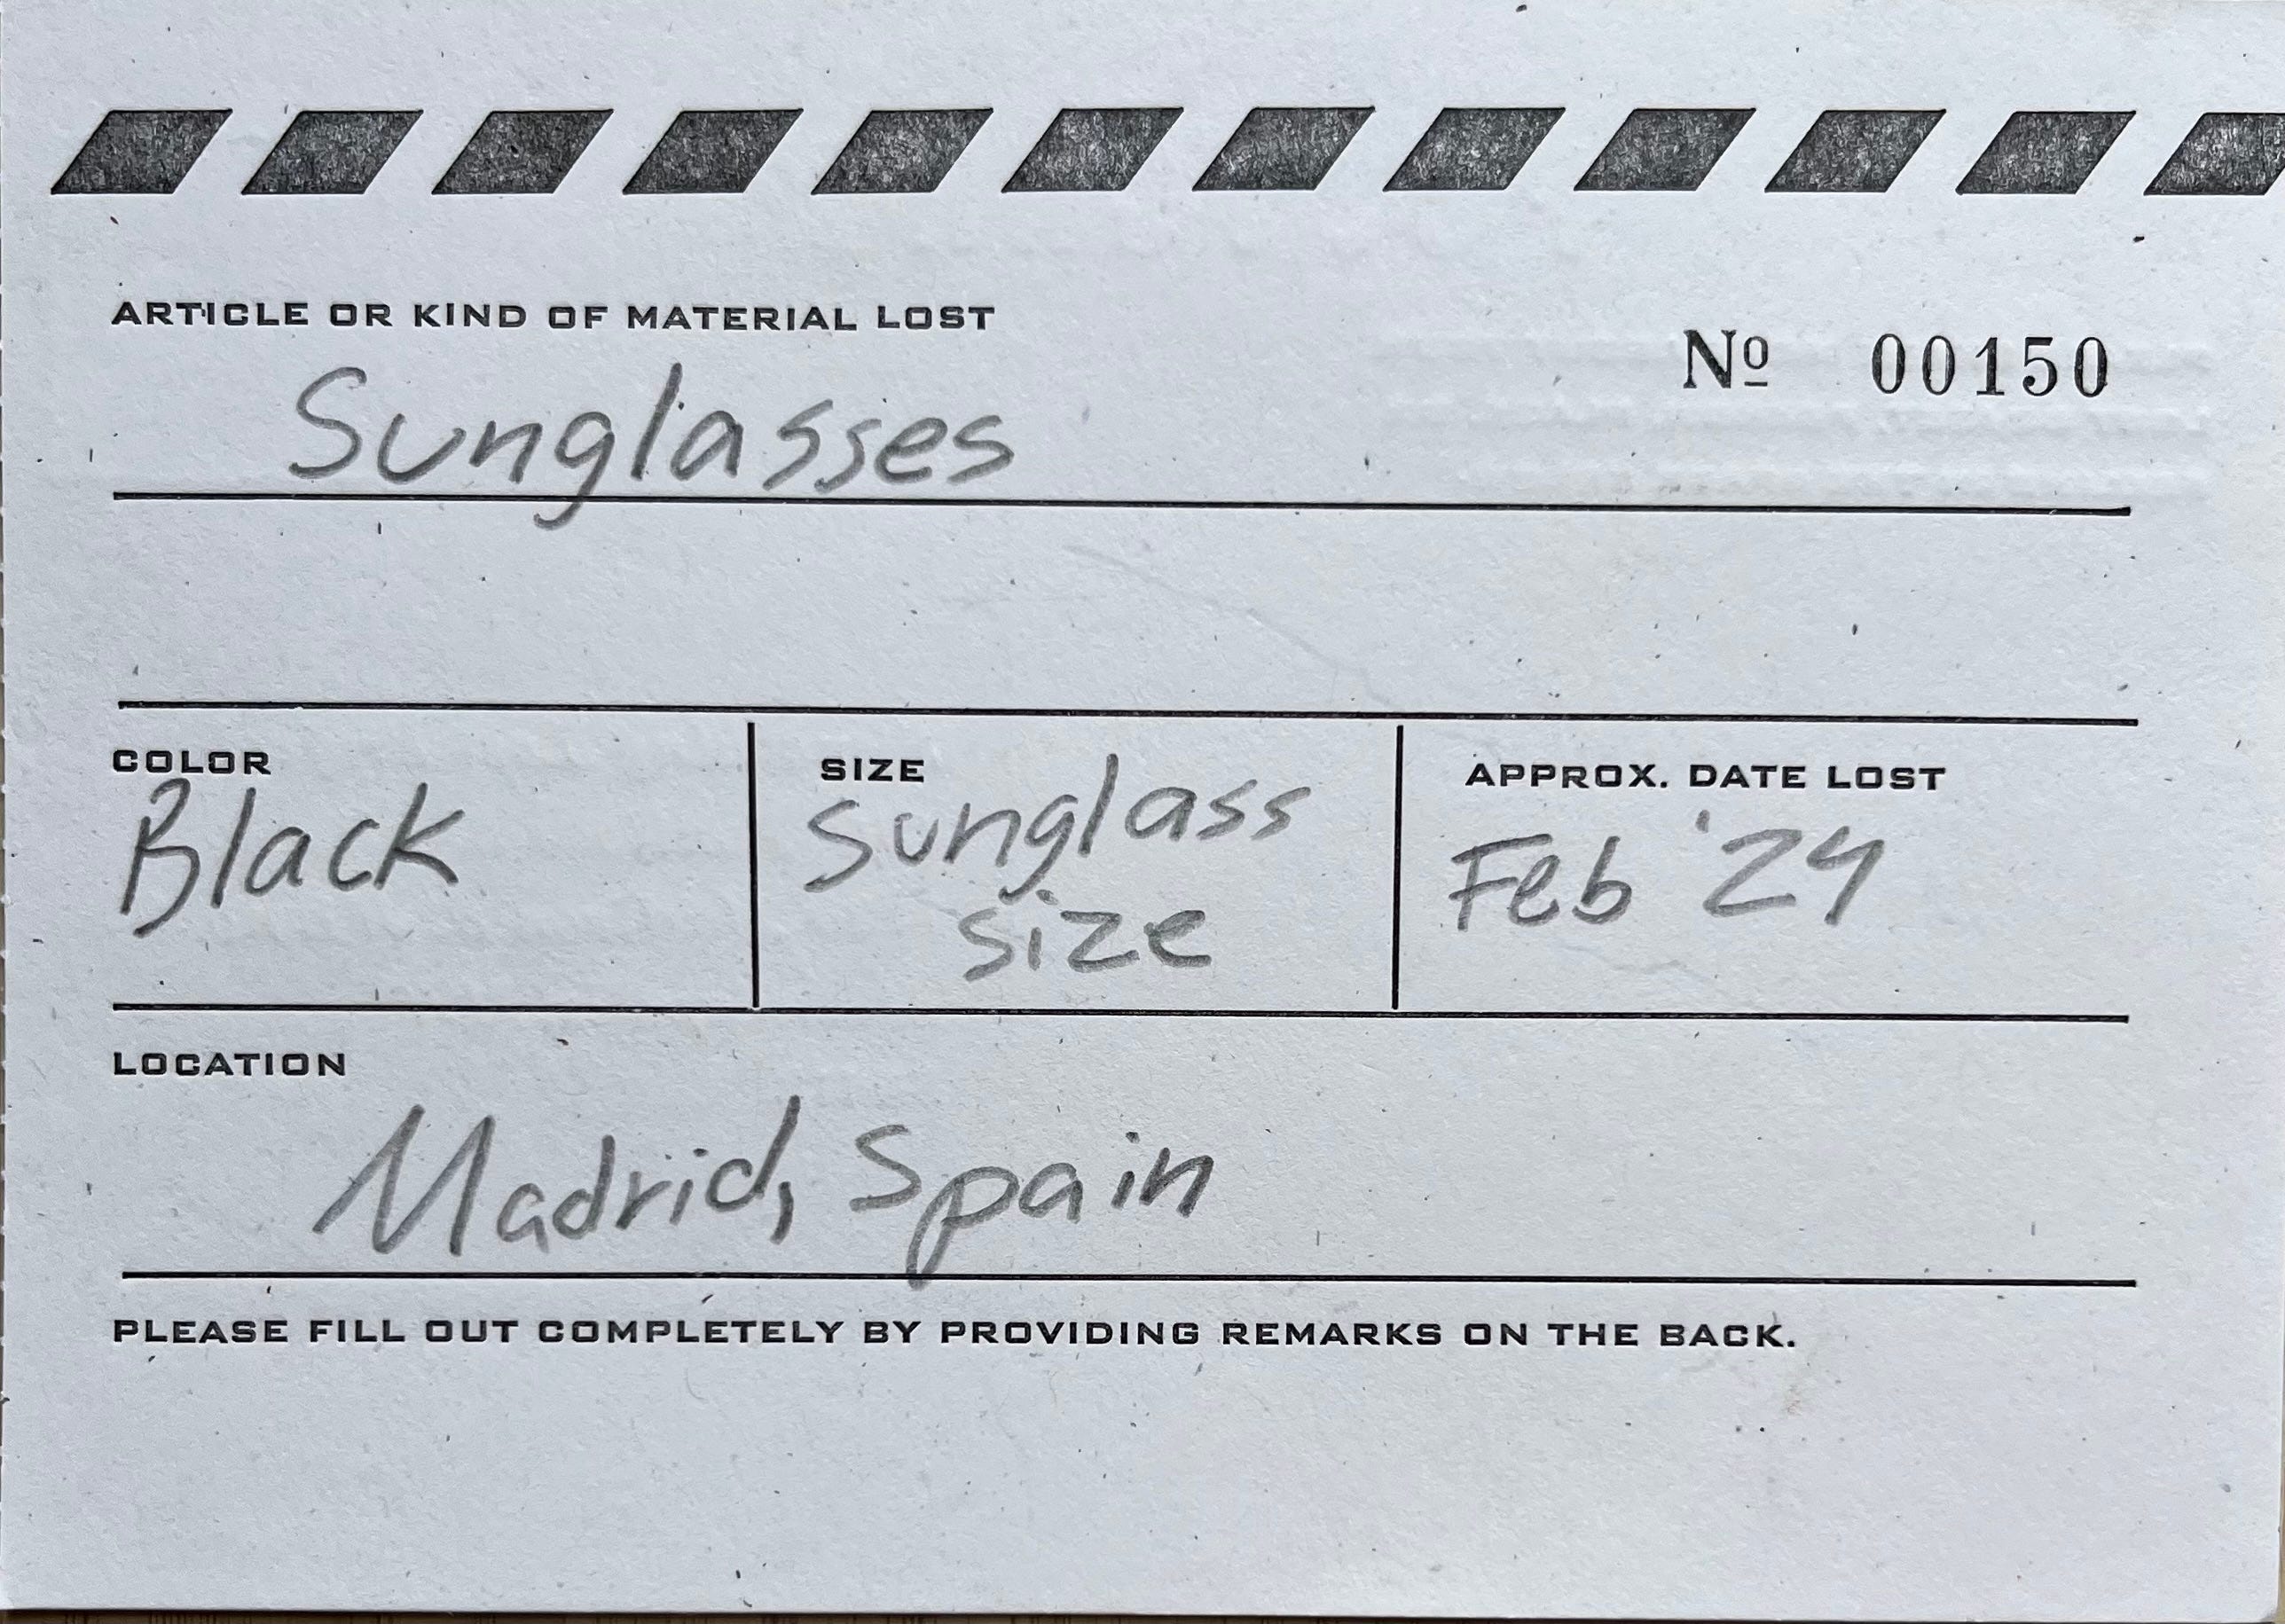 ARTICLE OR KIND OF MATERIAL LOST
Nº 00150
Sunglasses
COLOR
Black
SIZE
sunglass
size
APPROX. DATE LOST
Feb '24
LOCATION
Madrid, Spain
PLEASE FILL OUT COMPLETELY BY PROVIDING REMARKS ON THE BACK.